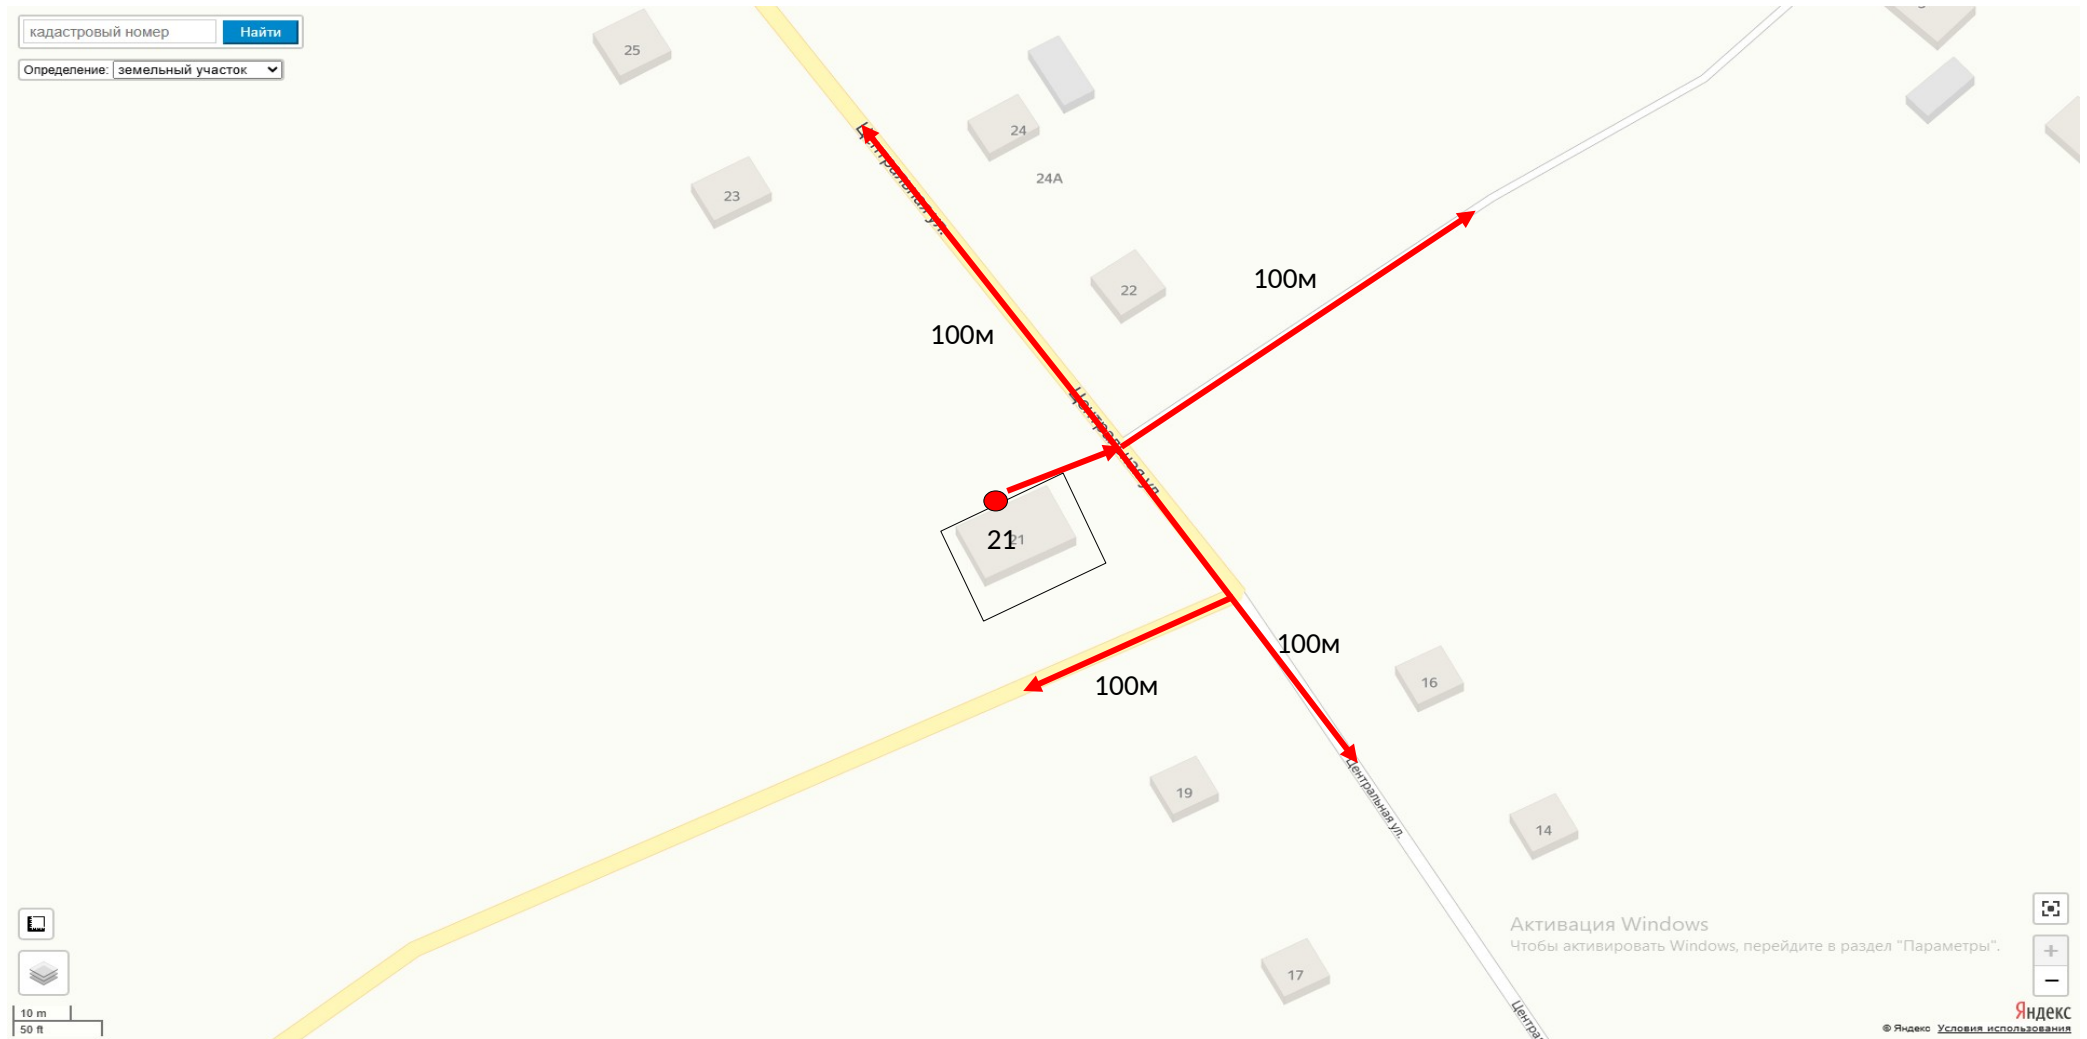 кадастровый номер
Найти
Определение: земельный участок
25
24
24А
23
22
Центральная ул.
100м
100м
Центральная ул.
21
21
100м
100м
16
19
14
Центральная ул.
17
Активация Windows
Чтобы активировать Windows, перейдите в раздел "Параметры".
+
−
10 m
50 ft
Яндекс
© Яндекс Условия использования